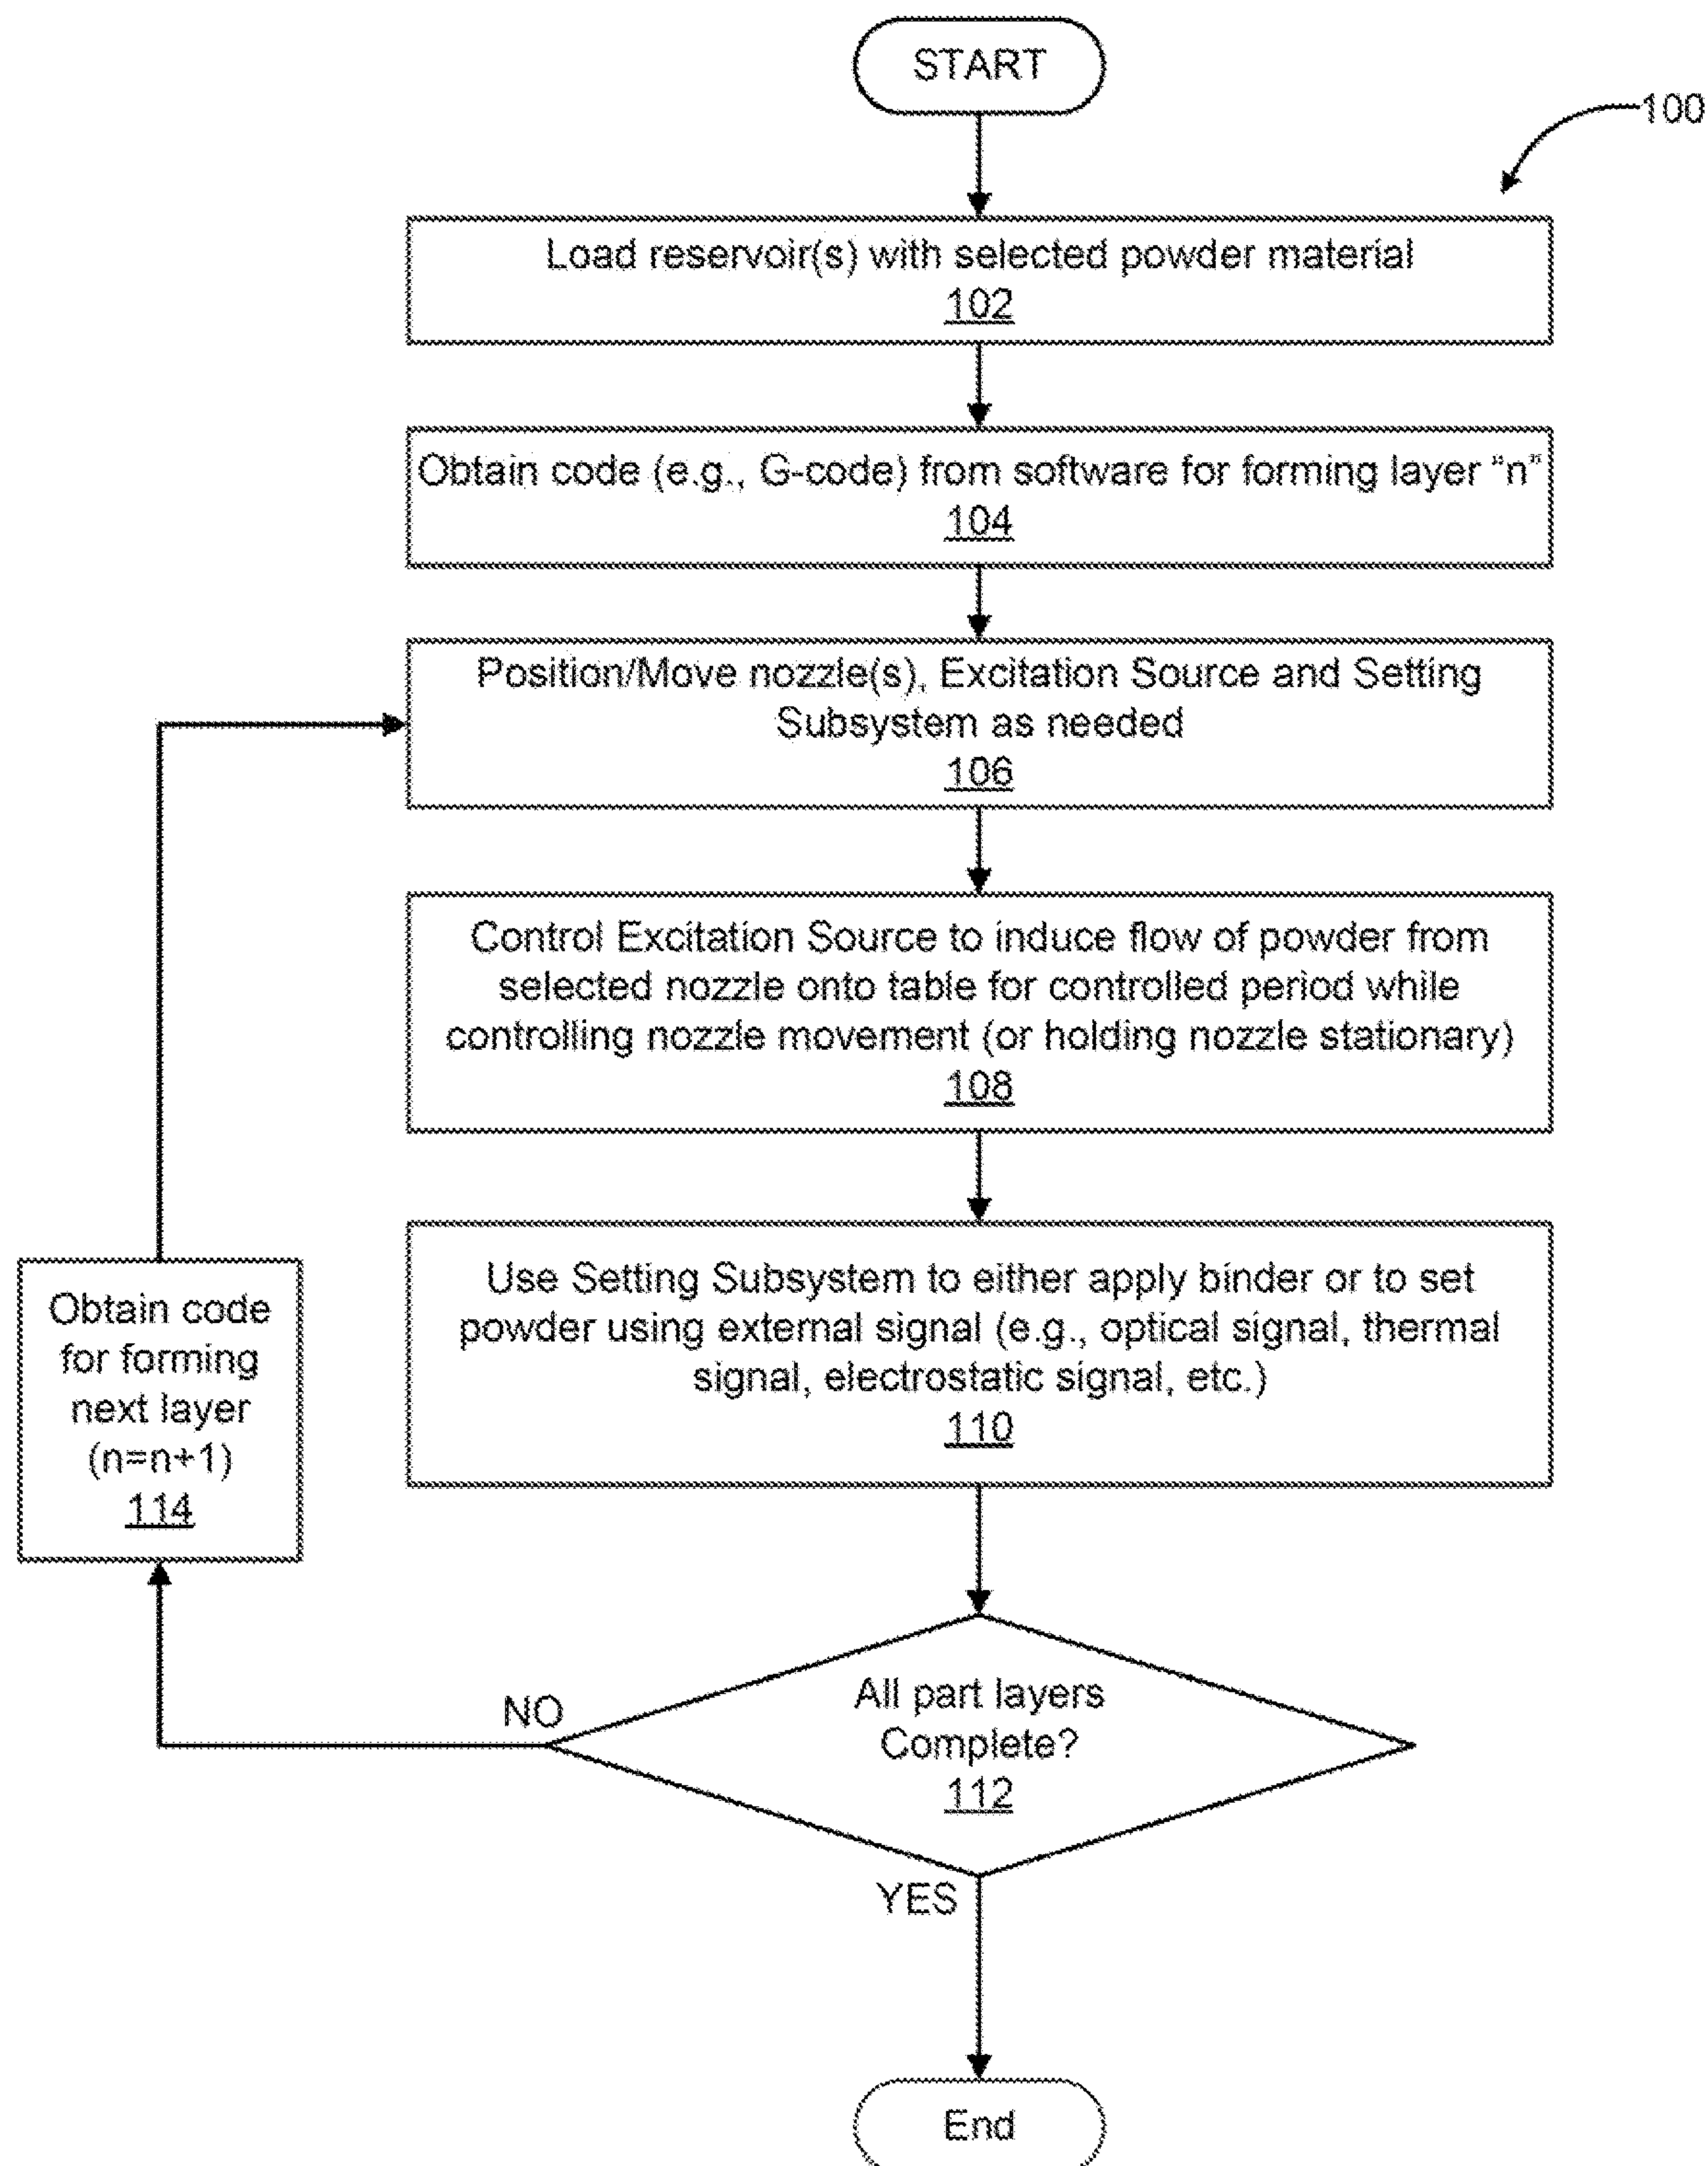 START
100
Load reservoir(s) with selected powder material
102
Obtain code (e.g., G-code) from software for forming layer “n”
104
Position/Move nozzle(s), Excitation Source and Setting
Subsystem as needed
106
Control Excitation Source to induce flow of powder from
selected nozzle onto table for controlled period while
controlling nozzle movement (or holding nozzle stationary)
108
Use Setting Subsystem to either apply binder or to set
powder using external signal (e.g., optical signal, thermal
signal, electrostatic signal, etc.)
110
Obtain code
for forming
next layer
(n=n+1)
114
All part layers
Complete?
112
NO
YES
End